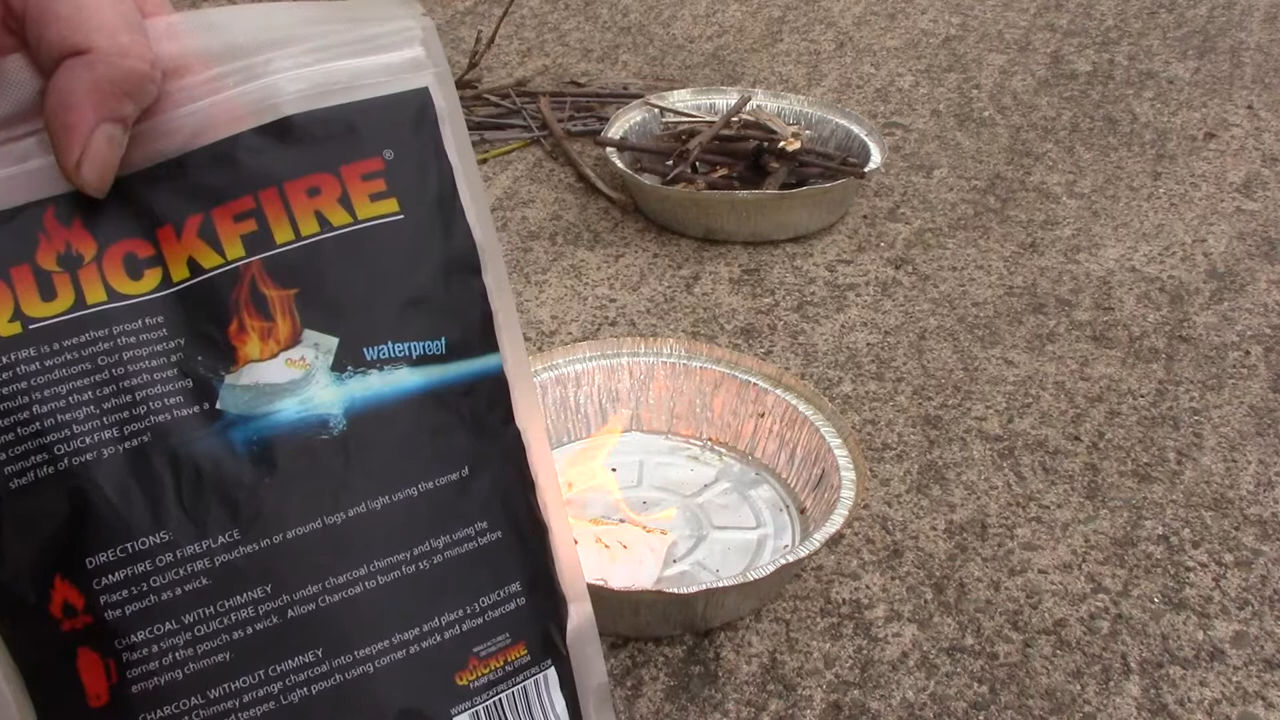 QUICKFIRE®
CKFIRE is a weather proof fire
ter that works under the most
reme conditions. Our proprietary
mula is engineered to sustain an
tense flame that can reach over
ne foot in height, while producing
a continuous burn time up to ten
minutes. QUICKFIRE pouches have a
shelf life of over 30 years!
QUIC
waterproof
DIRECTIONS:
CAMPFIRE OR FIREPLACE
Place 1-2 QUICKFIRE pouches in or around logs and light using the corner of
the pouch as a wick.
CHARCOAL WITH CHIMNEY
Place a single QUICKFIRE pouch under charcoal chimney and light using the
corner of the pouch as a wick. Allow Charcoal to burn for 15-20 minutes before
emptying chimney.
CHARCOAL WITHOUT CHIMNEY
t Chimney arrange charcoal into teepee shape and place 2-3 QUICKFIRE
d teepee. Light pouch using corner as wick and allow charcoal to
MANUFACTURED &
DISTRIBUTED BY
QUICKFIRE
FAIRFIELD, NJ 07004
WWW.QUICKFIRESTARTERS.COM